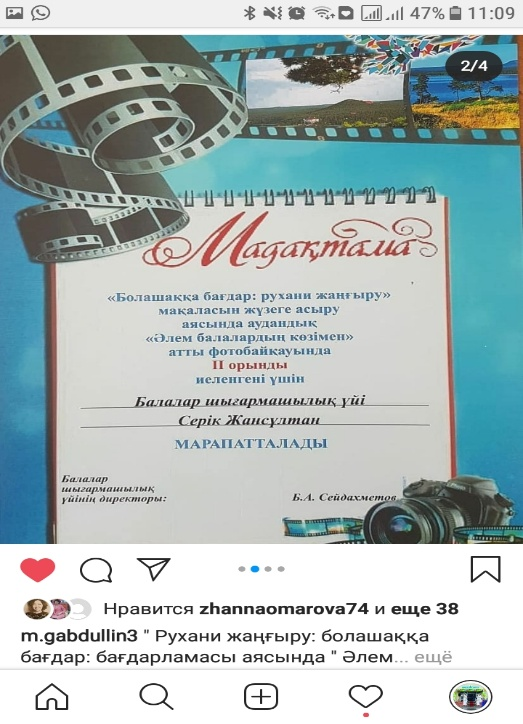 47% 11:09
2/4
Мадақтама
«Болашаққа бағдар: рухани жаңғыру»
мақаласын жүзеге асыру
аясында аудандық
«Әлем балалардың көзімен»
атты фотобайқауында
II орынды
иеленгені үшін
Балалар шығармашылық үйі
Серік Жансұлтан
МАРАПАТТАЛАДЫ
Балалар
шығармашылық
үйінің директоры:
Б.А. Сейдахметов
Нравится zhannaomarova74 и еще 38
m.gabdullin3 " Рухани жаңғыру: болашаққа
бағдар: бағдарламасы аясында " Әлем... ещё